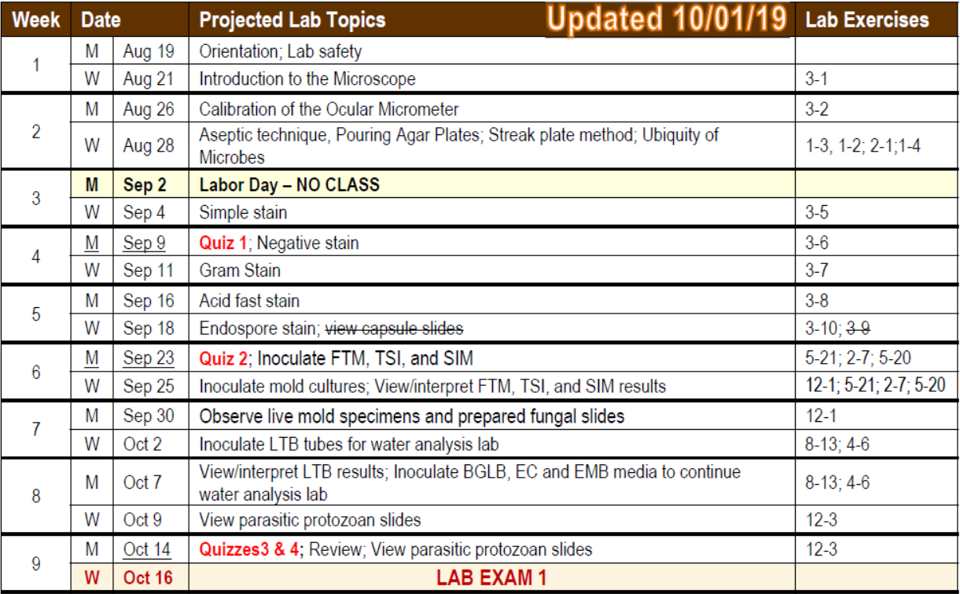 Week Date Projected Lab Topics Updated 10/01/19 Lab Exercises
1 M Aug 19 Orientation; Lab safety
W Aug 21 Introduction to the Microscope 3-1
2 M Aug 26 Calibration of the Ocular Micrometer 3-2
W Aug 28 Aseptic technique, Pouring Agar Plates; Streak plate method; Ubiquity of
Microbes 1-3, 1-2; 2-1;1-4
3 M Sep 2 Labor Day – NO CLASS
W Sep 4 Simple stain 3-5
4 M Sep 9 Quiz 1; Negative stain 3-6
W Sep 11 Gram Stain 3-7
5 M Sep 16 Acid fast stain 3-8
W Sep 18 Endospore stain; view capsule slides 3-10; 3-9
6 M Sep 23 Quiz 2; Inoculate FTM, TSI, and SIM 5-21; 2-7; 5-20
W Sep 25 Inoculate mold cultures; View/interpret FTM, TSI, and SIM results 12-1; 5-21; 2-7; 5-20
7 M Sep 30 Observe live mold specimens and prepared fungal slides 12-1
W Oct 2 Inoculate LTB tubes for water analysis lab 8-13; 4-6
8 M Oct 7 View/interpret LTB results; Inoculate BGLB, EC and EMB media to continue
water analysis lab 8-13; 4-6
W Oct 9 View parasitic protozoan slides 12-3
9 M Oct 14 Quizzes3 & 4; Review; View parasitic protozoan slides 12-3
W Oct 16 LAB EXAM 1